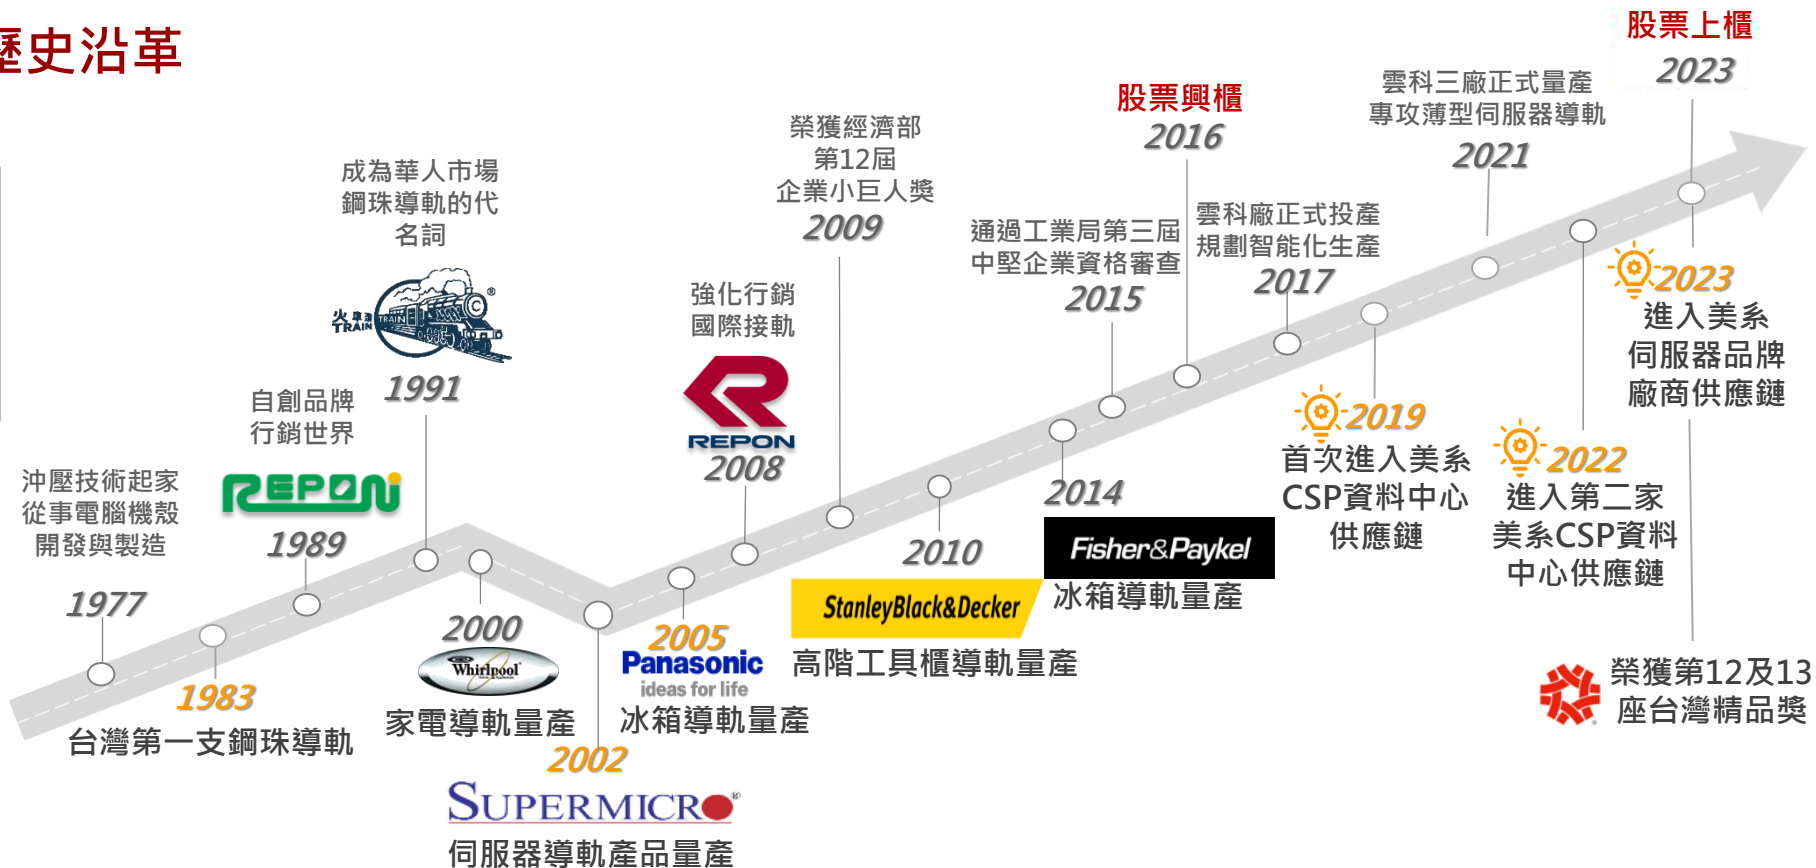 歷史沿革
沖壓技術起家
從事電腦機殼
開發與製造
1977
1983
台灣第一支鋼珠導軌
自創品牌
行銷世界
REPON
1989
成為華人市場
鋼珠導軌的代
名詞
火車牌
TRAIN
TRAIN
®
1991
2000
Whirlpool
家電導軌量產
2002
SUPERMICRO®
伺服器導軌產品量產
2005
Panasonic
ideas for life
冰箱導軌量產
強化行銷
國際接軌
REPON
2008
榮獲經濟部
第12屆
企業小巨人獎
2009
2010
StanleyBlack&Decker
高階工具櫃導軌量產
2014
Fisher&Paykel
冰箱導軌量產
通過工業局第三屆
中堅企業資格審查
2015
股票興櫃
2016
雲科廠正式投產
規劃智能化生產
2017
2019
首次進入美系
CSP資料中心
供應鏈
雲科三廠正式量產
專攻薄型伺服器導軌
2021
2022
進入第二家
美系CSP資料
中心供應鏈
股票上櫃
2023
2023
進入美系
伺服器品牌
廠商供應鏈
榮獲第12及13
座台灣精品獎